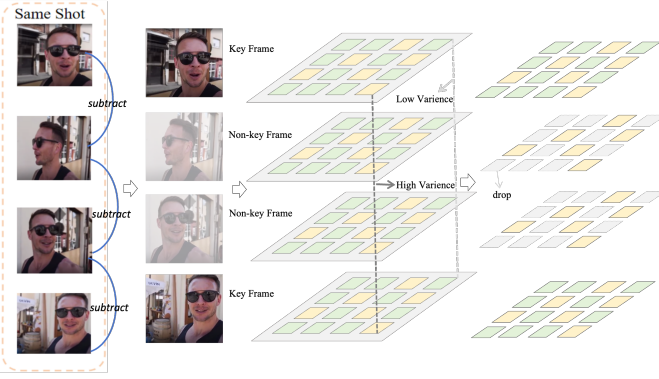 Same Shot
subtract
subtract
subtract
Key Frame
Non-key Frame
Non-key Frame
Key Frame
Low Varience
High Varience
drop